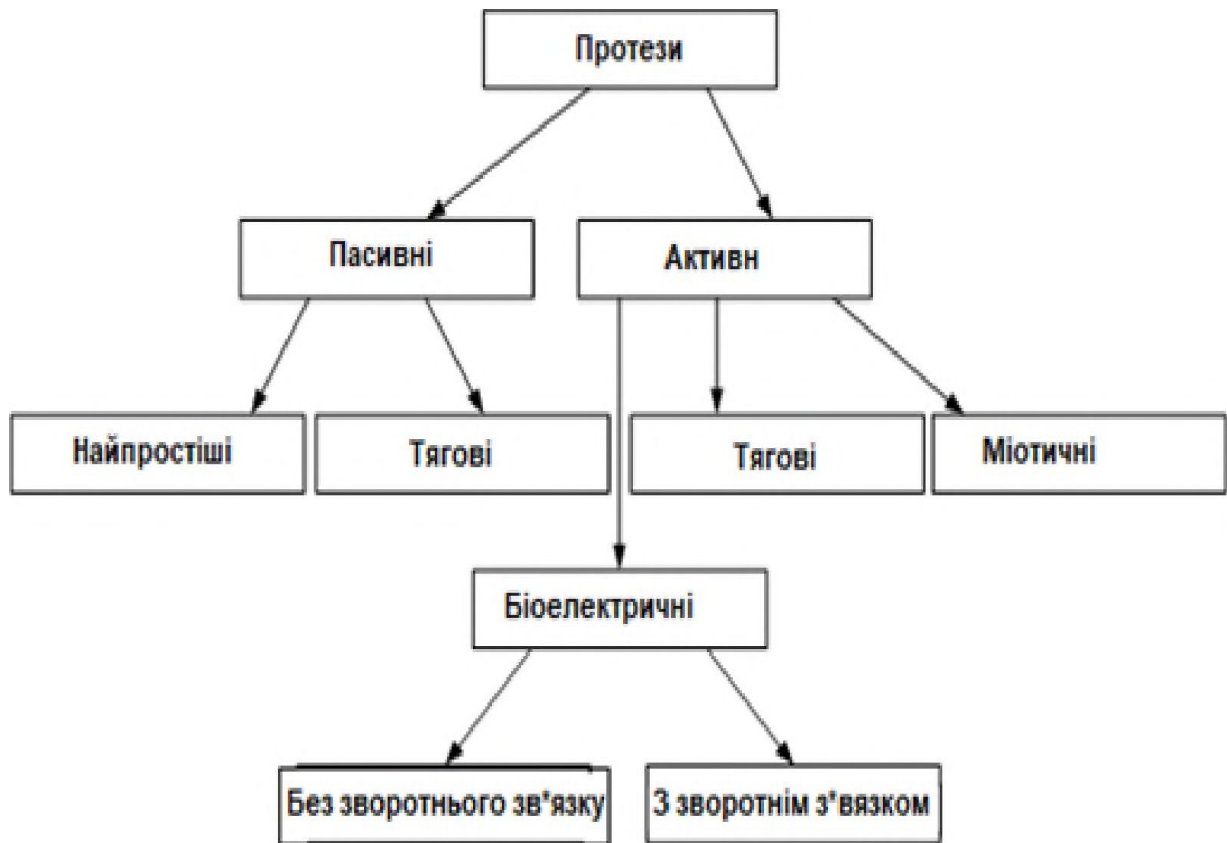 Протези
Пасивні
Активн
Найпростіші
Тягові
Тягові
Міотичні
Біоелектричні
Без зворотнього зв*язку
З зворотнім з*вязком